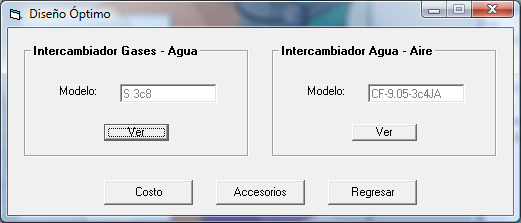 Diseño Óptimo
Intercambiador Gases - Agua
Modelo: S 3c8
Ver
Intercambiador Agua - Aire
Modelo: CF-9.05-3c4JA
Ver
Costo Accesorios Regresar